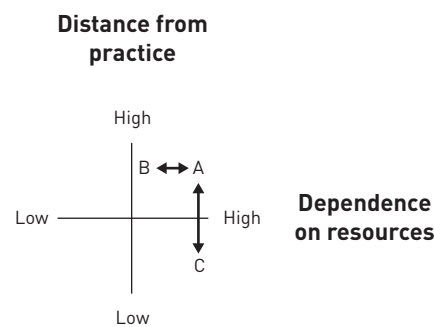 Distance from
practice
High
B A
Low High
Dependence
on resources
C
Low